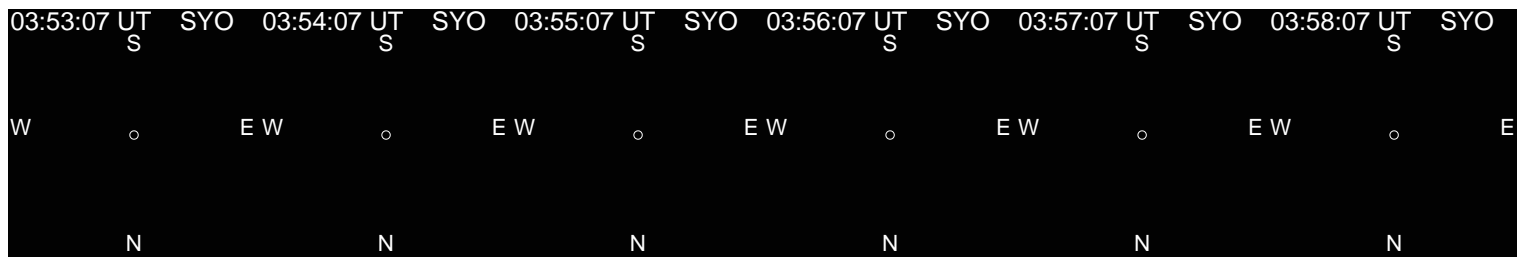 03:53:07 UT SYO 03:54:07 UT SYO 03:55:07 UT SYO 03:56:07 UT SYO 03:57:07 UT SYO 03:58:07 UT SYO
S S S S S S
W E W E W E W E W E W E
N N N N N N